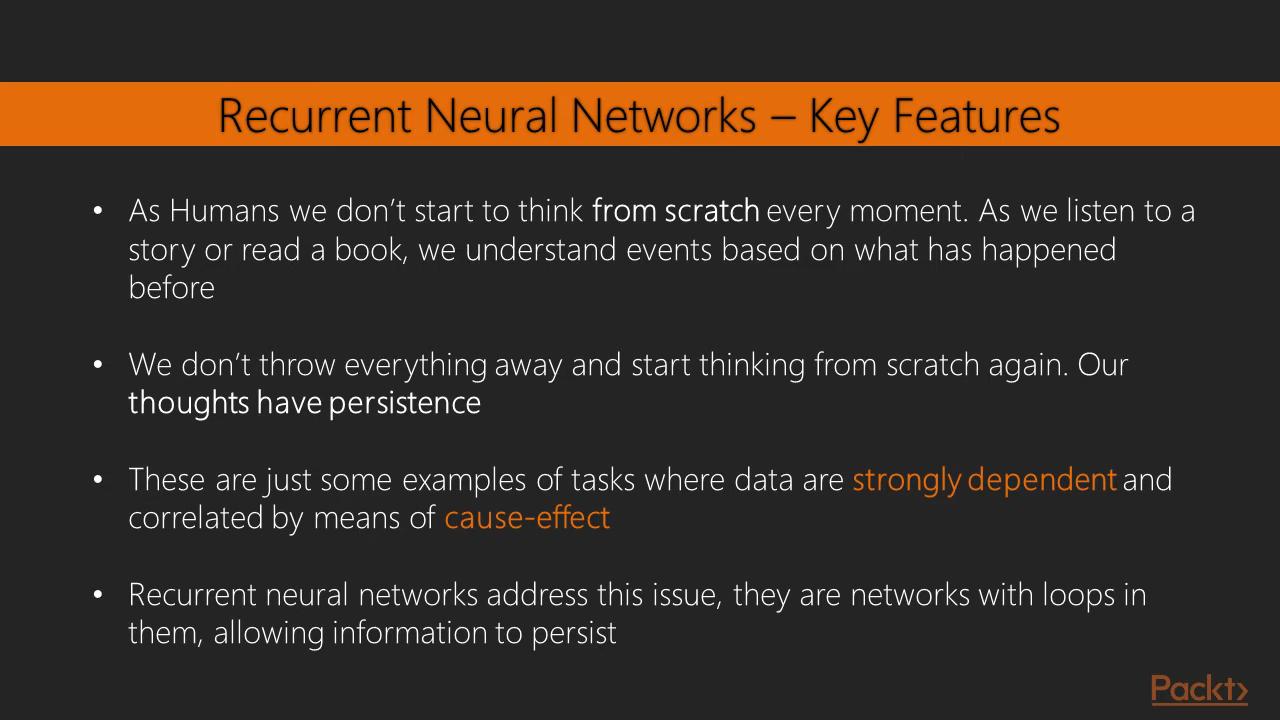 Recurrent Neural Networks – Key Features
• As Humans we don’t start to think from scratch every moment. As we listen to a
story or read a book, we understand events based on what has happened
before
• We don’t throw everything away and start thinking from scratch again. Our
thoughts have persistence
• These are just some examples of tasks where data are strongly dependent and
correlated by means of cause-effect
• Recurrent neural networks address this issue, they are networks with loops in
them, allowing information to persist
Packt>